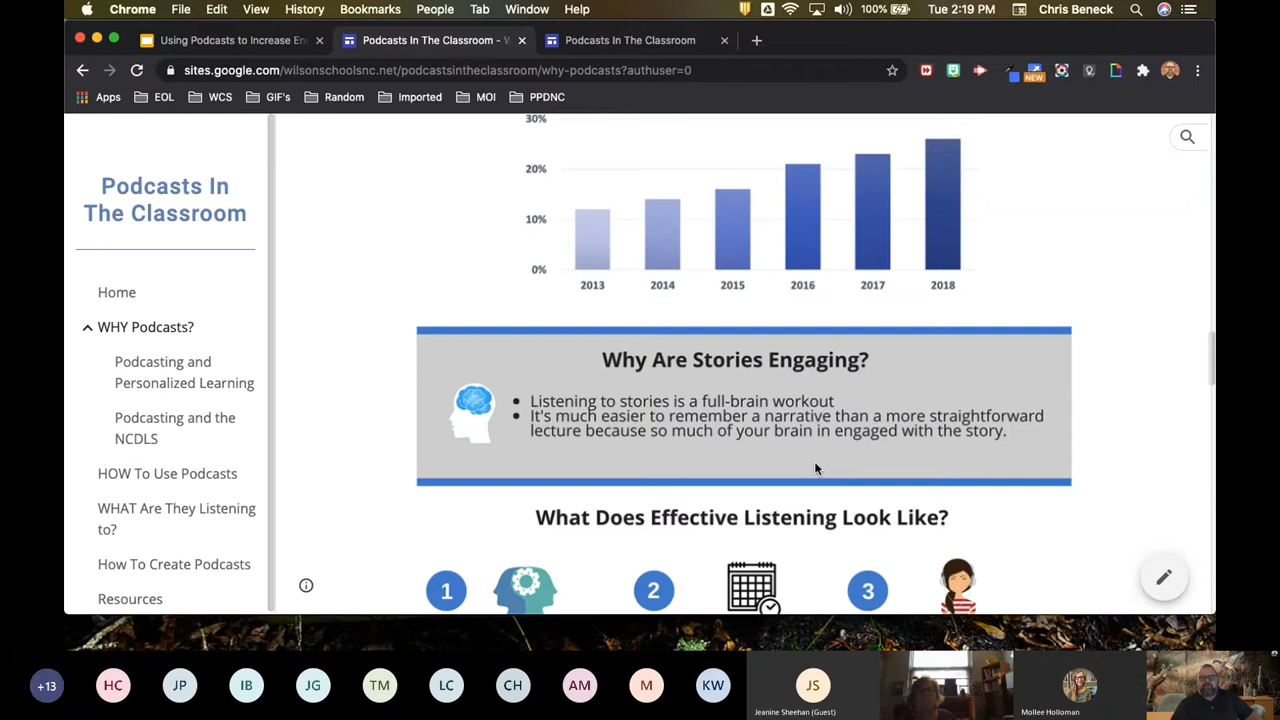 Chrome File Edit View History Bookmarks People Tab Window Help 100% Tue 2:19 PM Chris Beneck
Using Podcasts to Increase En Podcasts In The Classroom - W Podcasts In The Classroom
sites.google.com/wilsonschoolsnc.net/podcastsintheclassroom/why-podcasts?authuser=0
NEW
Apps EOL WCS GIF's Random Imported MOI PPDNC
Podcasts In
The Classroom
Home
WHY Podcasts?
Podcasting and
Personalized Learning
Podcasting and the
NCDLS
HOW To Use Podcasts
WHAT Are They Listening
to?
How To Create Podcasts
Resources
30%
20%
10%
0%
2013 2014 2015 2016 2017 2018
Why Are Stories Engaging?
Listening to stories is a full-brain workout
It's much easier to remember a narrative than a more straightforward
lecture because so much of your brain in engaged with the story.
What Does Effective Listening Look Like?
1 2 3
+13 HC JP IB JG TM LC CH AM M KW JS
Jeanine Sheehan (Guest) Mollee Holloman